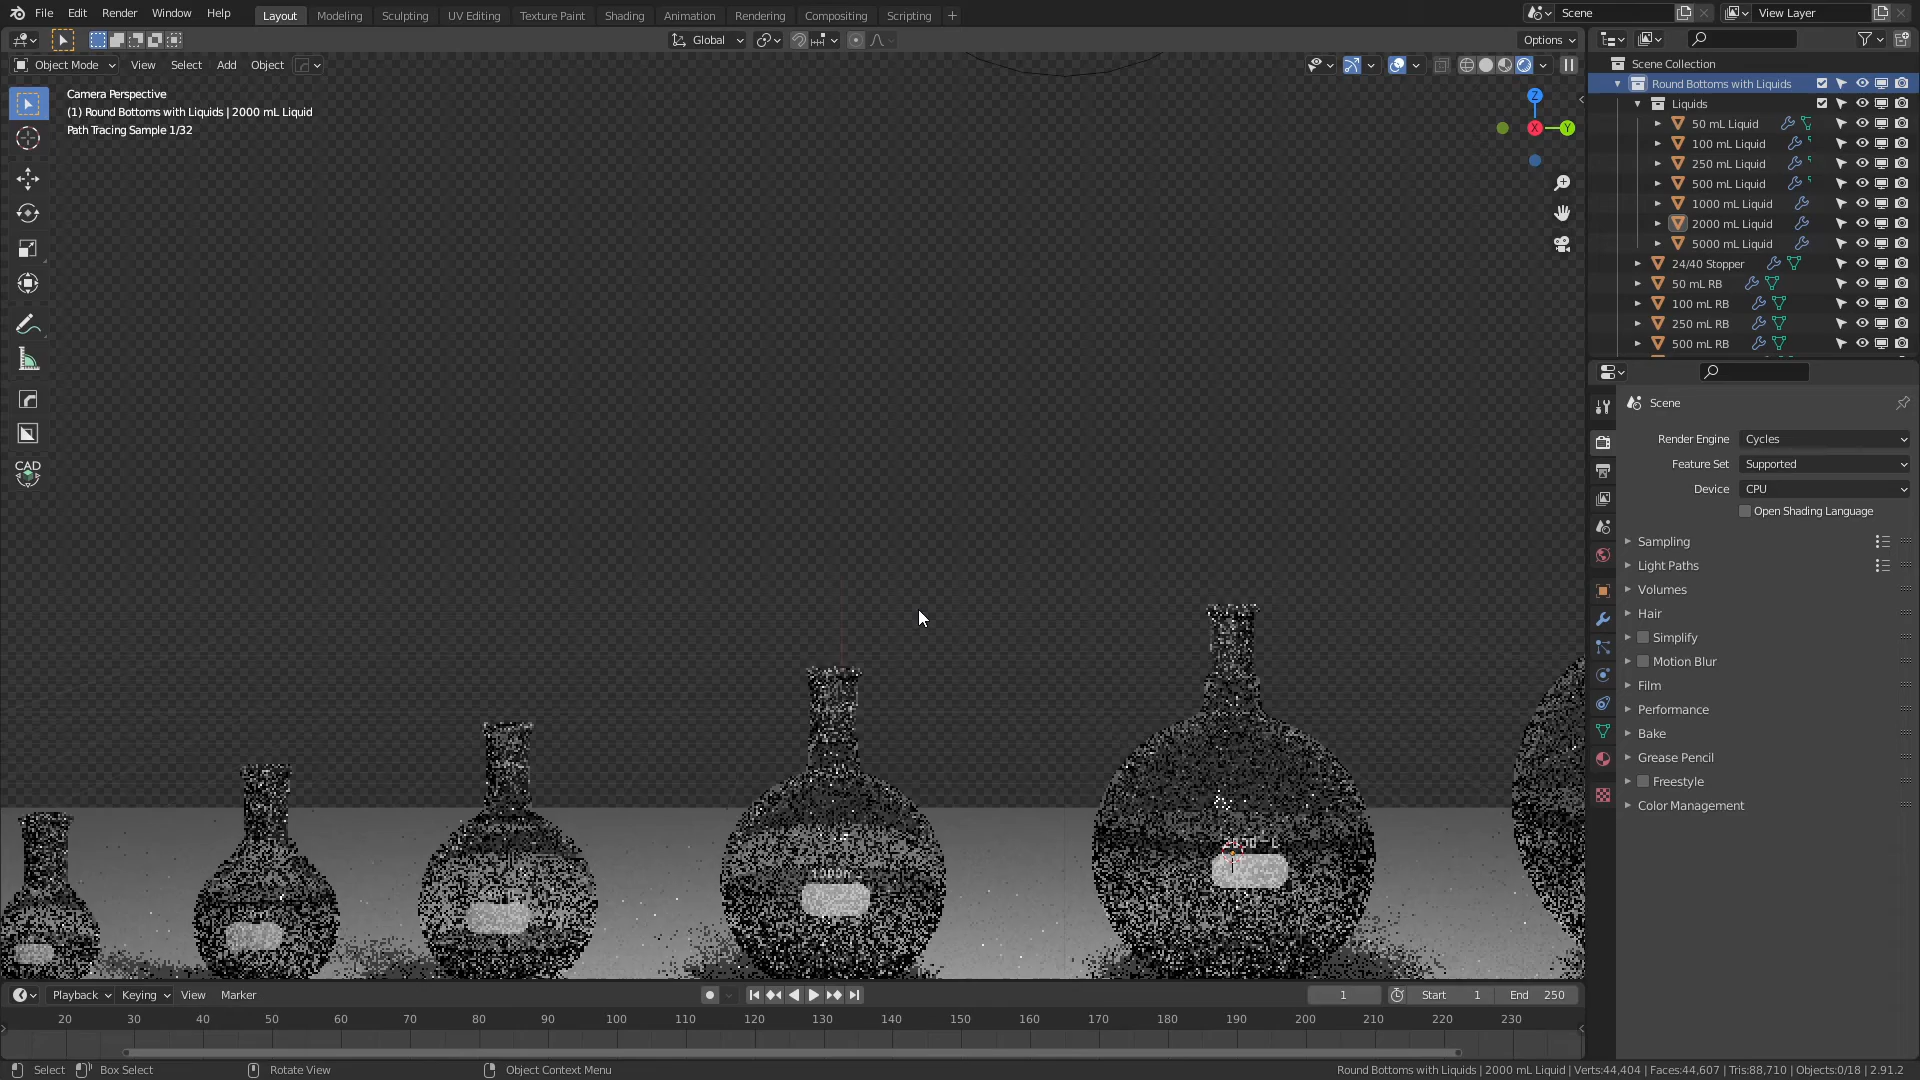 File Edit Render Window Help
Layout Modeling Sculpting UV Editing Texture Paint Shading Animation Rendering Compositing Scripting +
Scene
View Layer
Global
Options
Object Mode View Select Add Object
Camera Perspective
(1) Round Bottoms with Liquids | 2000 mL Liquid
Path Tracing Sample 1/32
Z
X
Y
CAD
1000m
Scene Collection
Round Bottoms with Liquids
Liquids
50 mL Liquid
100 mL Liquid
250 mL Liquid
500 mL Liquid
1000 mL Liquid
2000 mL Liquid
5000 mL Liquid
24/40 Stopper
50 mL RB
100 mL RB
250 mL RB
500 mL RB
Scene
Render Engine Cycles
Feature Set Supported
Device CPU
Open Shading Language
Sampling
Light Paths
Volumes
Hair
Simplify
Motion Blur
Film
Performance
Bake
Grease Pencil
Freestyle
Color Management
Playback Keying View Marker
1
Start 1
End 250
20 30 40 50 60 70 80 90 100 110 120 130 140 150 160 170 180 190 200 210 220 230
Select Box Select Rotate View Object Context Menu
Round Bottoms with Liquids | 2000 mL Liquid | Verts:44,404 | Faces:44,607 | Tris:88,710 | Objects:0/18 | 2.91.2